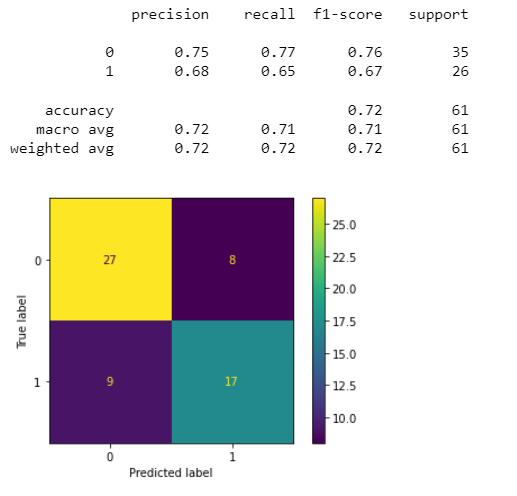 precision recall f1-score support
0 0.75 0.77 0.76 35
1 0.68 0.65 0.67 26
accuracy 0.72 61
macro avg 0.72 0.71 0.71 61
weighted avg 0.72 0.72 0.72 61
25.0
0 27 8
22.5
20.0
True label
17.5
15.0
1 9 17
12.5
10.0
0 1
Predicted label